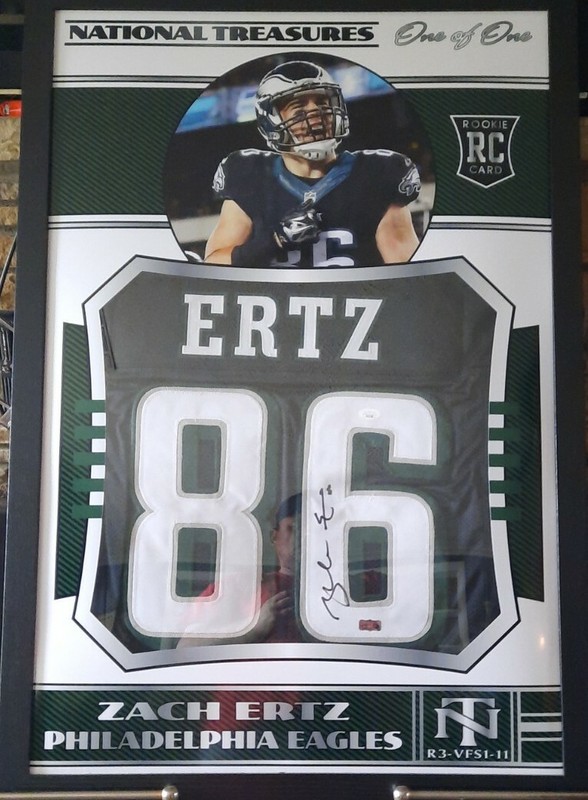 NATIONAL TREASURES One of One
ROOKIE
RC
CARD
86
ERTZ
86
ZACH ERTZ
PHILADELPHIA EAGLES
NT
R3-VFS1-11